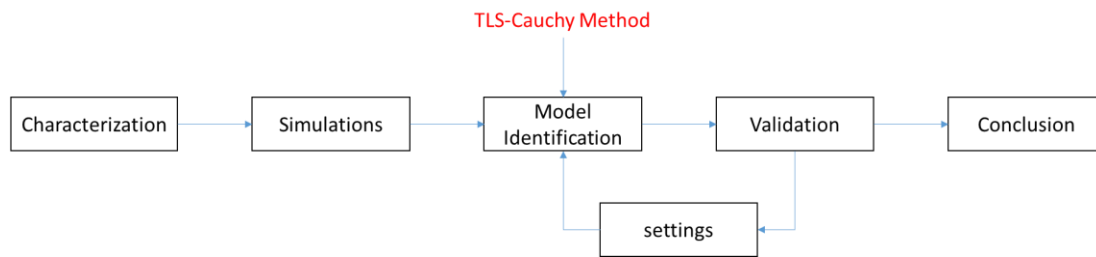 TLS-Cauchy Method
Characterization
Simulations
Model
Identification
Validation
Conclusion
settings